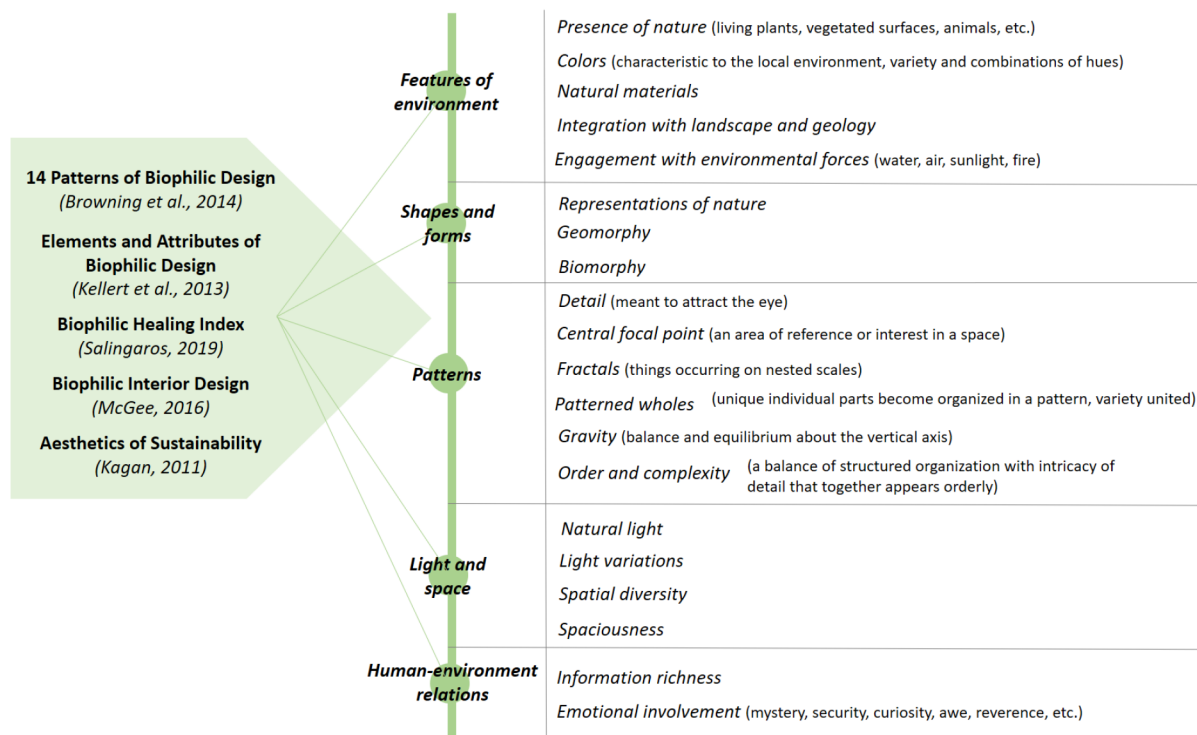 14 Patterns of Biophilic Design
(Browning et al., 2014)
Elements and Attributes of
Biophilic Design
(Kellert et al., 2013)
Biophilic Healing Index
(Salingaros, 2019)
Biophilic Interior Design
(McGee, 2016)
Aesthetics of Sustainability
(Kagan, 2011)
Features of
environment
Presence of nature (living plants, vegetated surfaces, animals, etc.)
Colors (characteristic to the local environment, variety and combinations of hues)
Natural materials
Integration with landscape and geology
Engagement with environmental forces (water, air, sunlight, fire)
Shapes and
forms
Representations of nature
Geomorphy
Biomorphy
Patterns
Detail (meant to attract the eye)
Central focal point (an area of reference or interest in a space)
Fractals (things occurring on nested scales)
Patterned wholes (unique individual parts become organized in a pattern, variety united)
Gravity (balance and equilibrium about the vertical axis)
Order and complexity (a balance of structured organization with intricacy of
detail that together appears orderly)
Light and
space
Natural light
Light variations
Spatial diversity
Spaciousness
Human-environment
relations
Information richness
Emotional involvement (mystery, security, curiosity, awe, reverence, etc.)